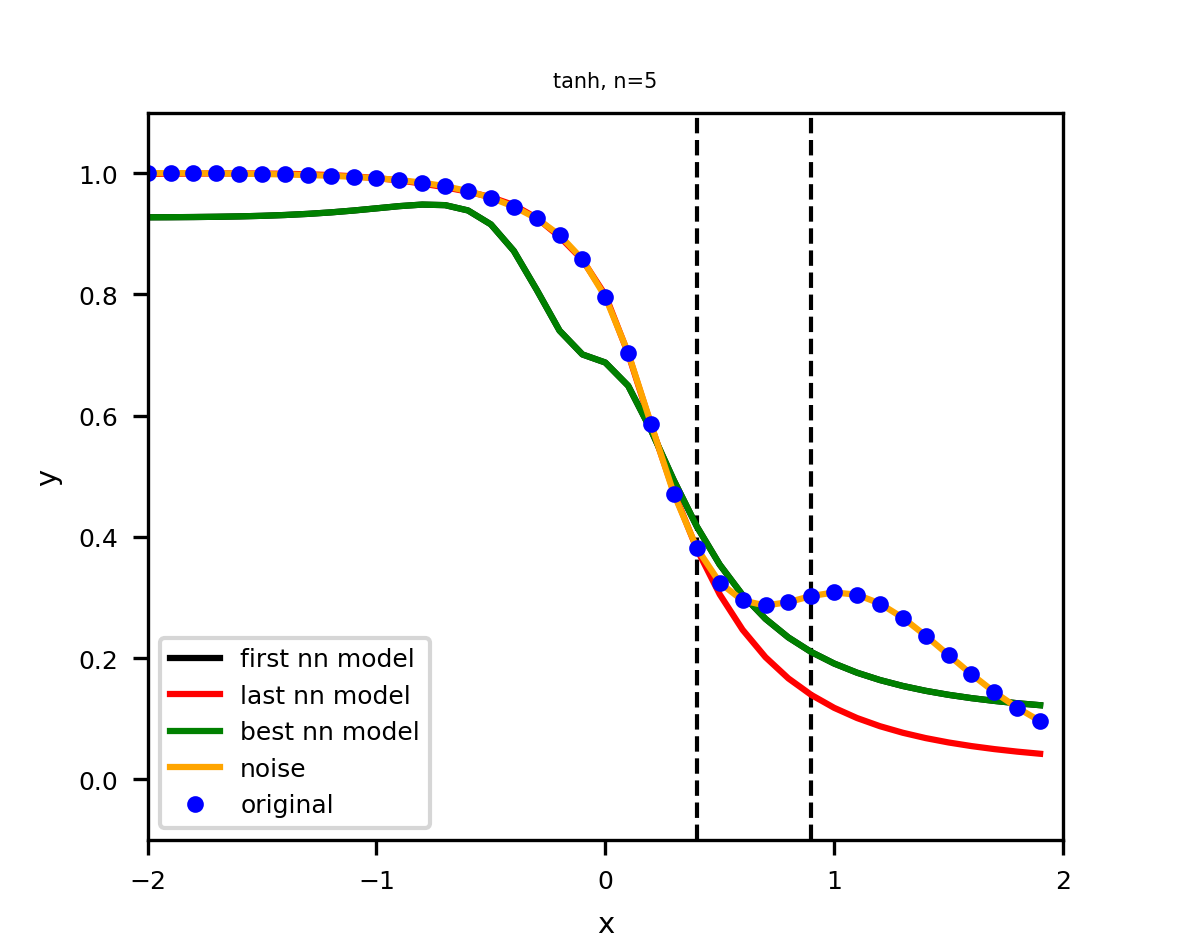 tanh, n=5
y
1.0
0.8
0.6
0.4
0.2
0.0
first nn model
last nn model
best nn model
noise
original
−2
−1
0
1
2
x